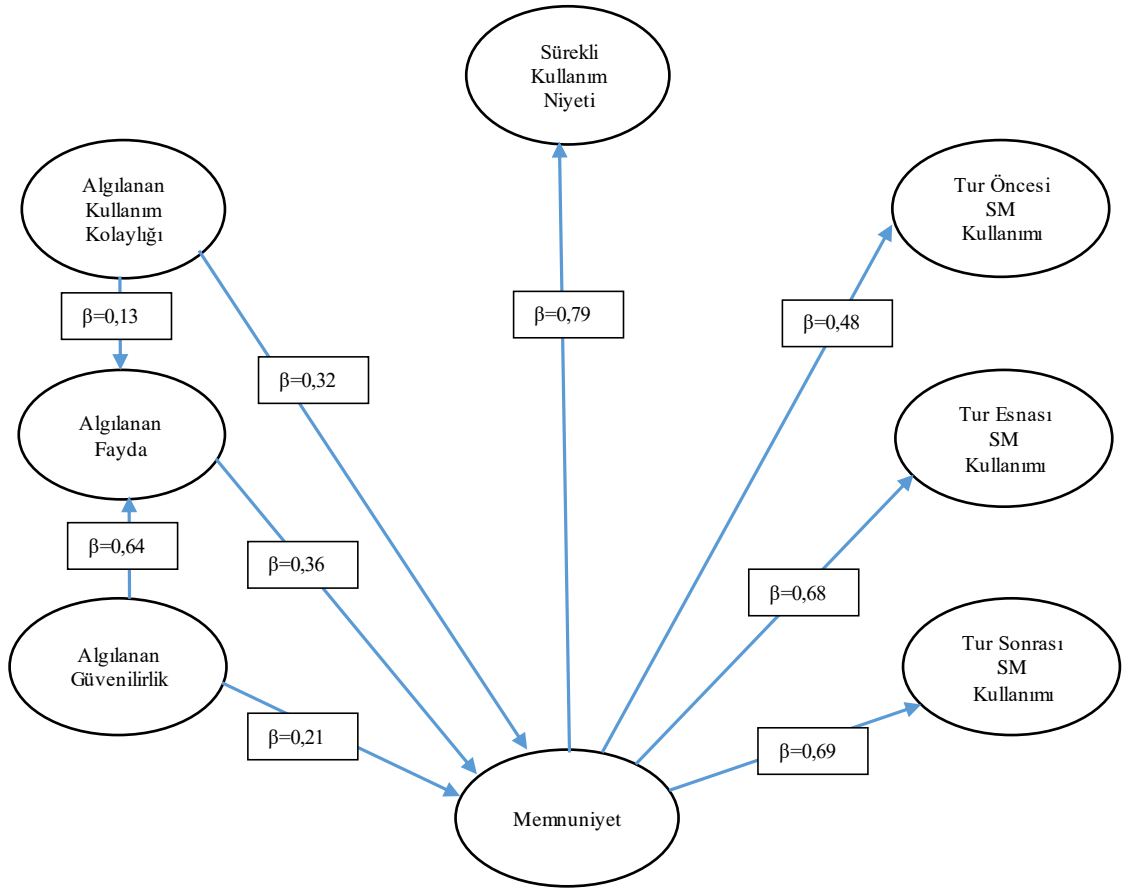 Sürekli
Kullanım
Niyeti
Algılanan
Kullanım
Kolaylığı
Tur Öncesi
SM
Kullanımı
β=0,13
β=0,79
β=0,48
β=0,32
Algılanan
Fayda
Tur Esnası
SM
Kullanımı
β=0,64
β=0,36
β=0,68
Algılanan
Güvenilirlik
Tur Sonrası
SM
Kullanımı
β=0,21
β=0,69
Memnuniyet